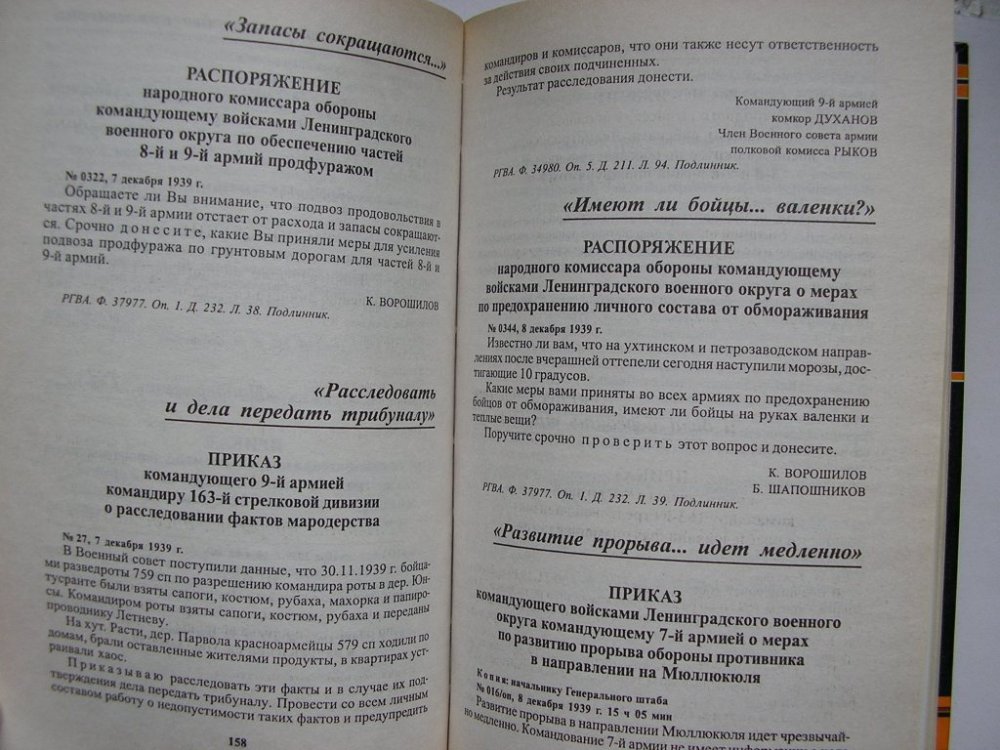 «Запасы сокращаются...»
РАСПОРЯЖЕНИЕ
народного комиссара обороны
командующему войсками Ленинградского
военного округа по обеспечению частей
8-й и 9-й армий продфуражом
№ 0322, 7 декабря 1939 г.
Обращаете ли Вы внимание, что подвоз продовольствия в
частях 8-й и 9-й армии отстает от расхода и запасы сокращают-
ся. Срочно донесите, какие Вы приняли меры для усиления
подвоза продфуража по грунтовым дорогам для частей 8-й и
9-й армий.
К. ВОРОШИЛОВ
РГВА. Ф. 37977. Оп. 1. Д. 232. Л. 38. Подлинник.
«Расследовать
и дела передать трибуналу»
ПРИКАЗ
командующего 9-й армией
командиру 163-й стрелковой дивизии
о расследовании фактов мародерства
№ 27, 7 декабря 1939 г.
В Военный совет поступили данные, что 30.11.1939 г. бойца-
ми разведроты 759 сп по разрешению командира роты в дер. Юн-
тусранте были взяты сапоги, костюм, рубаха, махорка и папиро-
сы. Командиром роты взяты сапоги, костюм, рубаха и переданы
проводнику Летневу.
На хут. Расти, дер. Парвола красноармейцы 579 сп ходили по
домам, брали оставленные жителями продукты, в квартирах уст-
раивали хаос.
Приказываю расследовать эти факты и в случае их под-
тверждения дела передать трибуналу. Провести со всем личным
составом работу о недопустимости таких фактов и предупредить
158
командиров и комиссаров, что они также несут ответственность
за действия своих подчиненных.
Результат расследования донести.
Командующий 9-й армией
комкор ДУХАНОВ
Член Военного совета армии
полковой комисса РЫКОВ
РГВА. Ф. 34980. Оп. 5. Д. 211. Л. 94. Подлинник.
«Имеют ли бойцы... валенки?»
РАСПОРЯЖЕНИЕ
народного комиссара обороны командующему
войсками Ленинградского военного округа о мерах
по предохранению личного состава от обмораживания
№ 0344, 8 декабря 1939 г.
Известно ли вам, что на ухтинском и петрозаводском направ-
лениях после вчерашней оттепели сегодня наступили морозы, дос-
тигающие 10 градусов.
Какие меры вами приняты во всех армиях по предохранению
бойцов от обмораживания, имеют ли бойцы на руках валенки и
теплые вещи?
Поручите срочно проверить этот вопрос и донесите.
К. ВОРОШИЛОВ
Б. ШАПОШНИКОВ
РГВА. Ф. 37977. Оп. 1. Д. 232. Л. 39. Подлинник.
«Развитие прорыва... идет медленно»
ПРИКАЗ
командующего войсками Ленинградского военного
округа командующему 7-й армией о мерах
по развитию прорыва обороны противника
в направлении на Мюллюкюля
Копия: начальнику Генерального штаба
№ 016/оп, 8 декабря 1939 г. 15 ч 05 мин
Развитие прорыва в направлении Мюллюкюля идет чрезвычай-
но медленно. Командование 7-й армии не имеет